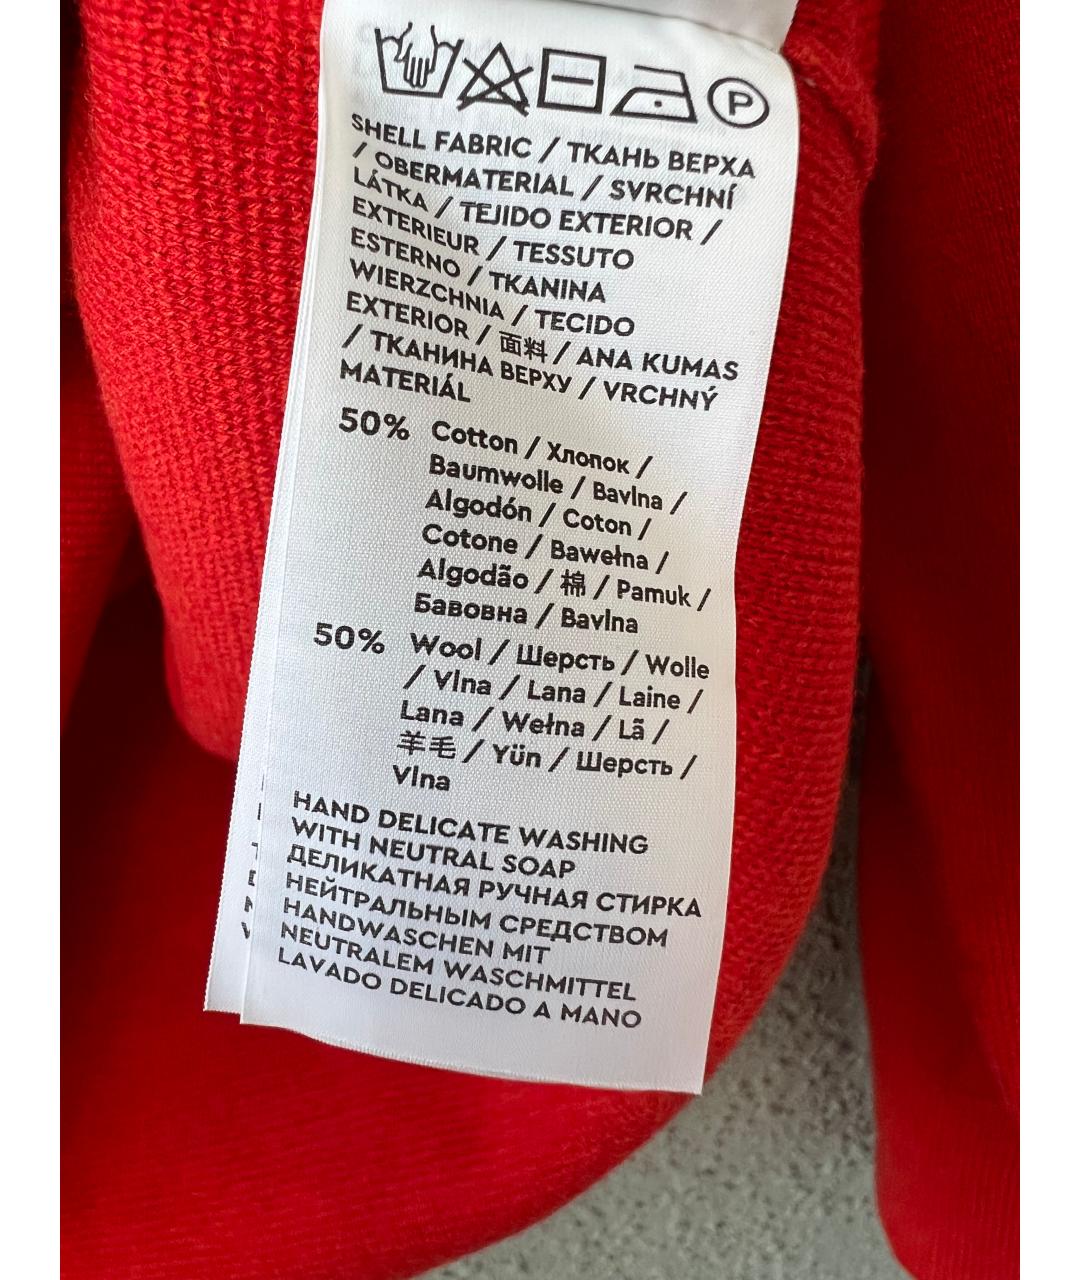 P
SHELL FABRIC / ТКАНЬ ВЕРХА
/ OBERMATERIAL / SVRCHNÍ
LÁTKA / TEJIDO EXTERIOR /
EXTERIEUR / TESSUTO
ESTERNO / TKANINA
WIERZCHNIA / TECIDO
EXTERIOR / 面料 / ANA KUMAS
/ ТКАНИНА ВЕРХУ / VRCHNÝ
MATERIÁL
50% Cotton / Хлопок /
Baumwolle / Bavlna /
Algodón / Coton /
Cotone / Bawełna /
Algodão / 棉 / Pamuk /
Бавовна / Bavlna
50% Wool / Шерсть / Wolle
/ Vlna / Lana / Laine /
Lana / Wełna / Lã /
羊毛 / Yün / Шерсть /
Vlna
HAND DELICATE WASHING
WITH NEUTRAL SOAP
ДЕЛИКАТНАЯ РУЧНАЯ СТИРКА
НЕЙТРАЛЬНЫМ СРЕДСТВОМ
HANDWASCHEN MIT
NEUTRALEM WASCHMITTEL
LAVADO DELICADO A MANO